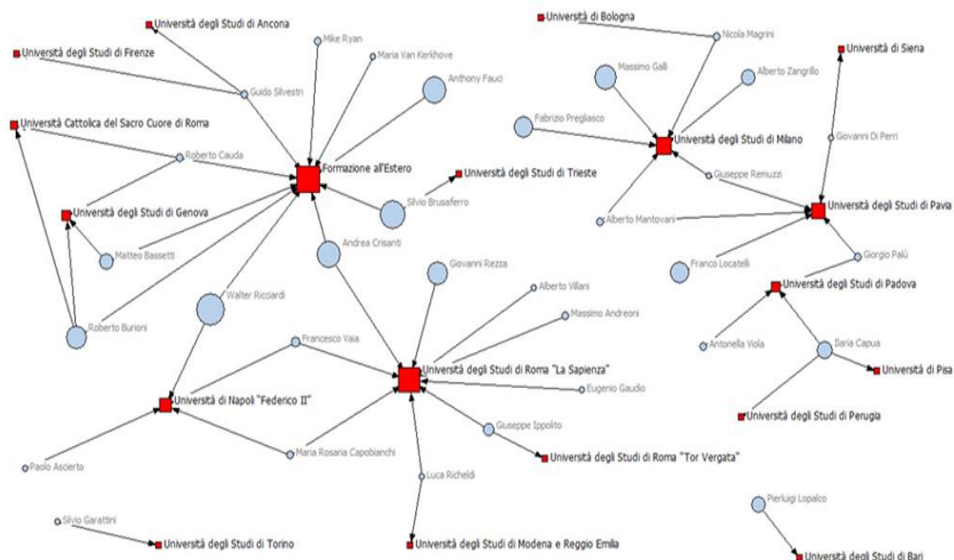 Università degli Studi di Ancona
Università di Bologna
Mike Ryan
Nicola Magrini
Università degli Studi di Firenze
Maria Van Kerkhove
Università di Siena
Massimo Galli
Alberto Zangrillo
Anthony Fauci
Guido Silvestri
Fabrizio Pregliasco
Università Cattolica del Sacro Cuore di Roma
Università degli Studi di Milano
Giovanni Di Perri
Roberto Cauda
Formazione all'Estero
Università degli Studi di Trieste
Giuseppe Remuzzi
Silvio Brusaferro
Università degli Studi di Pavia
Università degli Studi di Genova
Alberto Mantovani
Andrea Crisanti
Matteo Bassetti
Giorgio Palù
Franco Locatelli
Giovanni Rezza
Università degli Studi di Padova
Alberto Villani
Walter Ricciardi
Massimo Andreoni
Roberto Burioni
Francesco Vaia
Antonella Viola
Ilaria Capua
Università degli Studi di Roma "La Sapienza"
Università di Pisa
Eugenio Gaudio
Università di Napoli "Federico II"
Università degli Studi di Perugia
Giuseppe Ippolito
Maria Rosaria Capobianchi
Università degli Studi di Roma "Tor Vergata"
Paolo Ascierto
Luca Richeldi
Pierluigi Lopalco
Silvio Garattini
Università degli Studi di Torino
Università degli Studi di Modena e Reggio Emilia
Università degli Studi di Bari